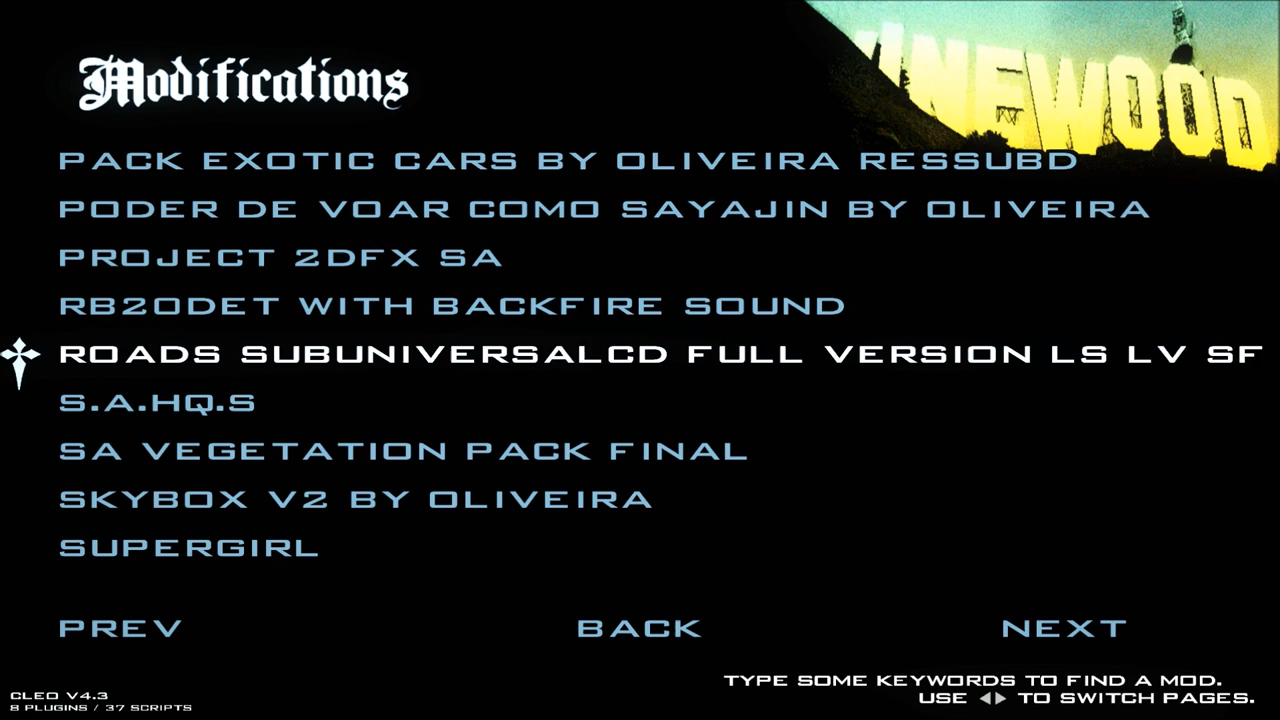 Modifications
INEWOOD
PACK EXOTIC CARS BY OLIVEIRA RESSUBD
PODER DE VOAR COMO SAYAJIN BY OLIVEIRA
PROJECT 2DFX SA
RB20DET WITH BACKFIRE SOUND
ROADS SUBUNIVERSALCD FULL VERSION LS LV SF
S.A.HQ.S
SA VEGETATION PACK FINAL
SKYBOX V2 BY OLIVEIRA
SUPERGIRL
PREV BACK NEXT
TYPE SOME KEYWORDS TO FIND A MOD.
USE ◀▶ TO SWITCH PAGES.
CLEO V4.3
8 PLUGINS / 37 SCRIPTS